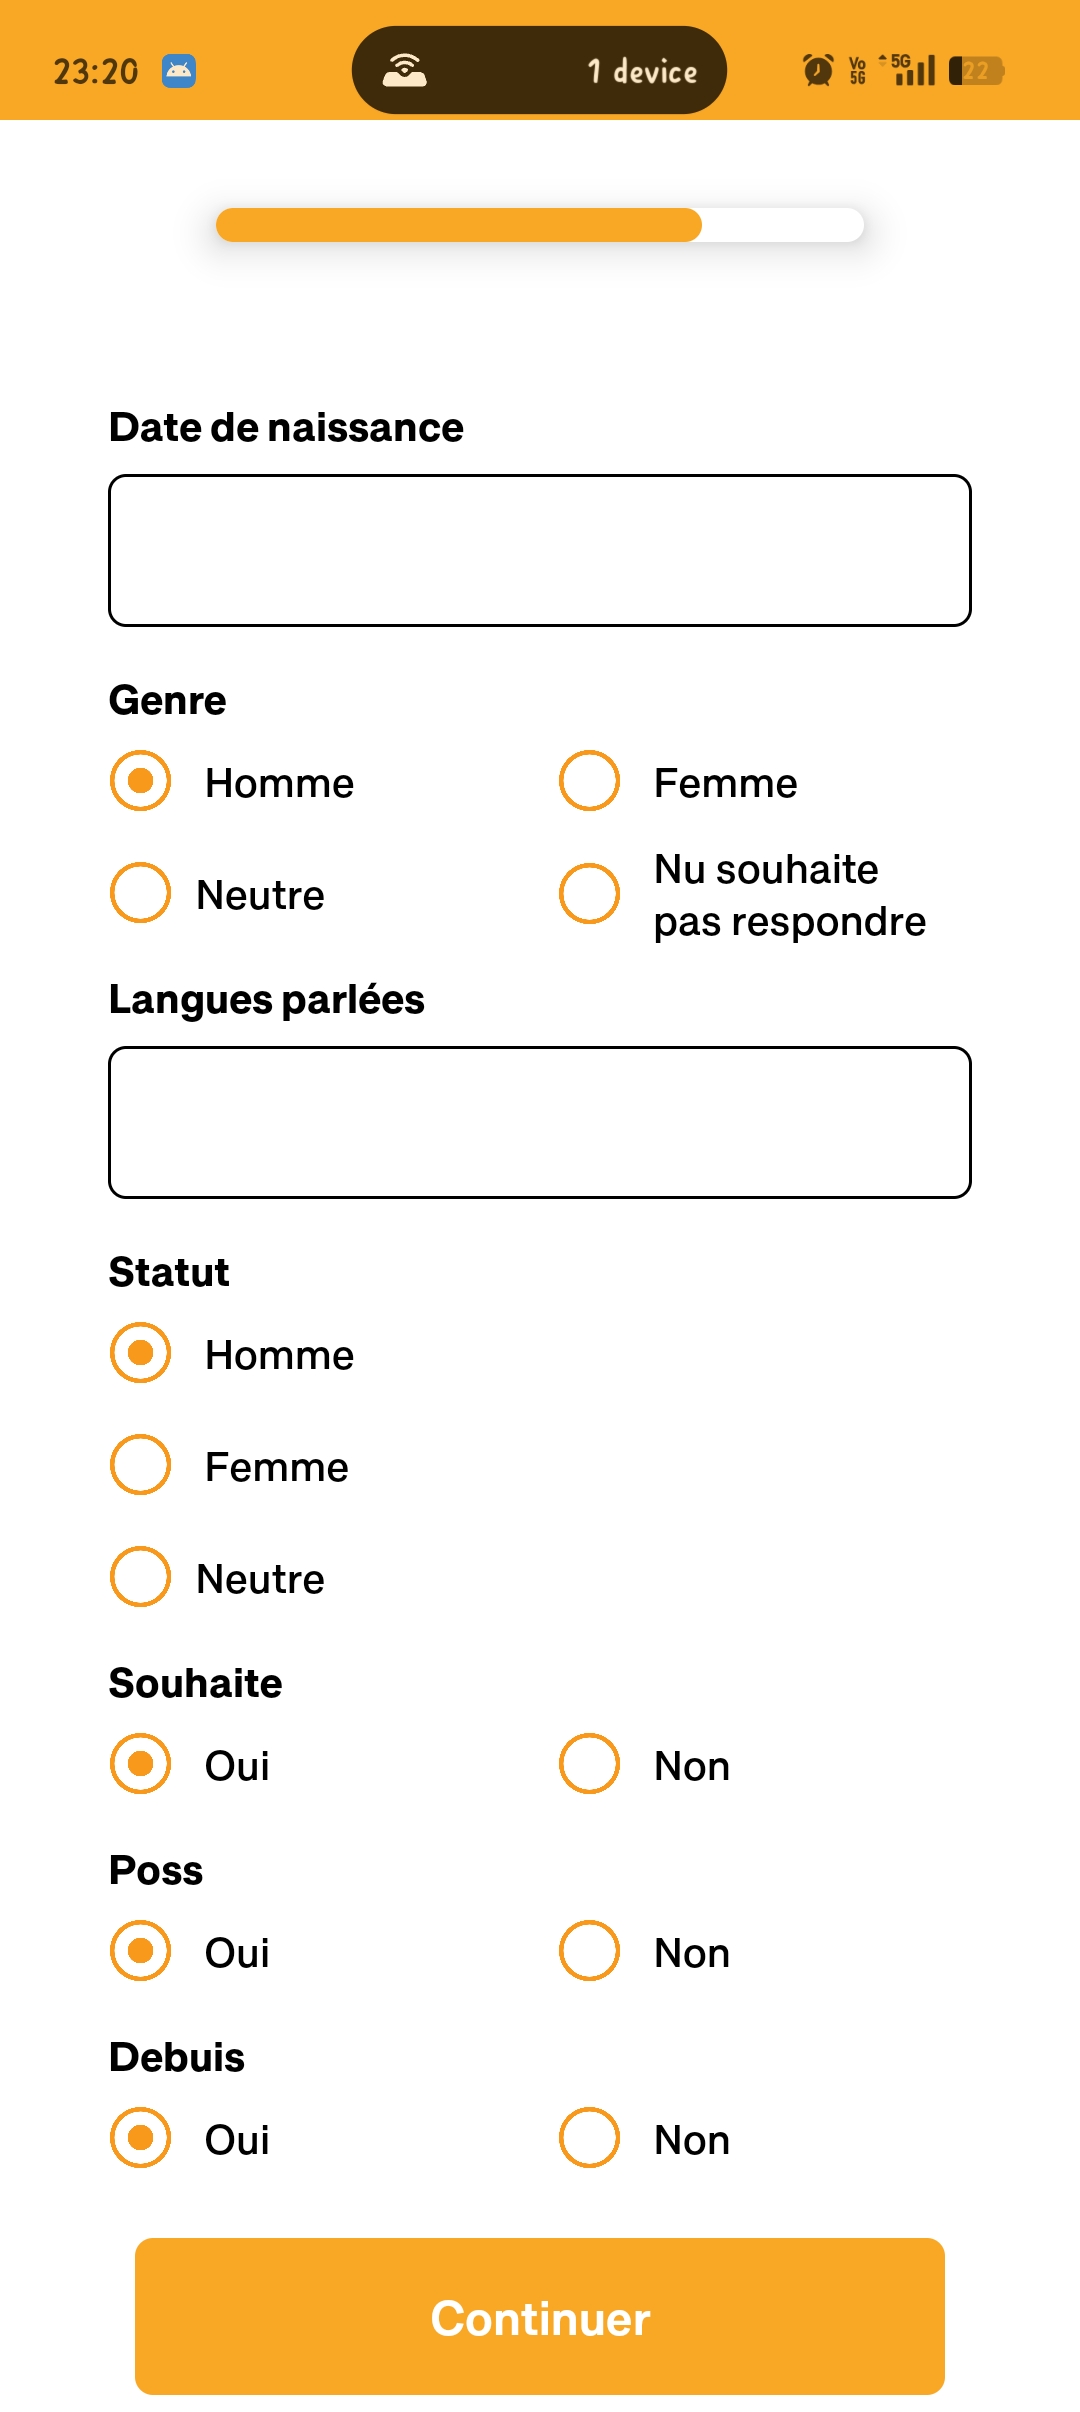 23:20
1 device
Vo 5G
5G
22
Date de naissance
Genre
Homme
Femme
Neutre
Nu souhaite
pas respondre
Langues parlées
Statut
Homme
Femme
Neutre
Souhaite
Oui
Non
Poss
Oui
Non
Debuis
Oui
Non
Continuer